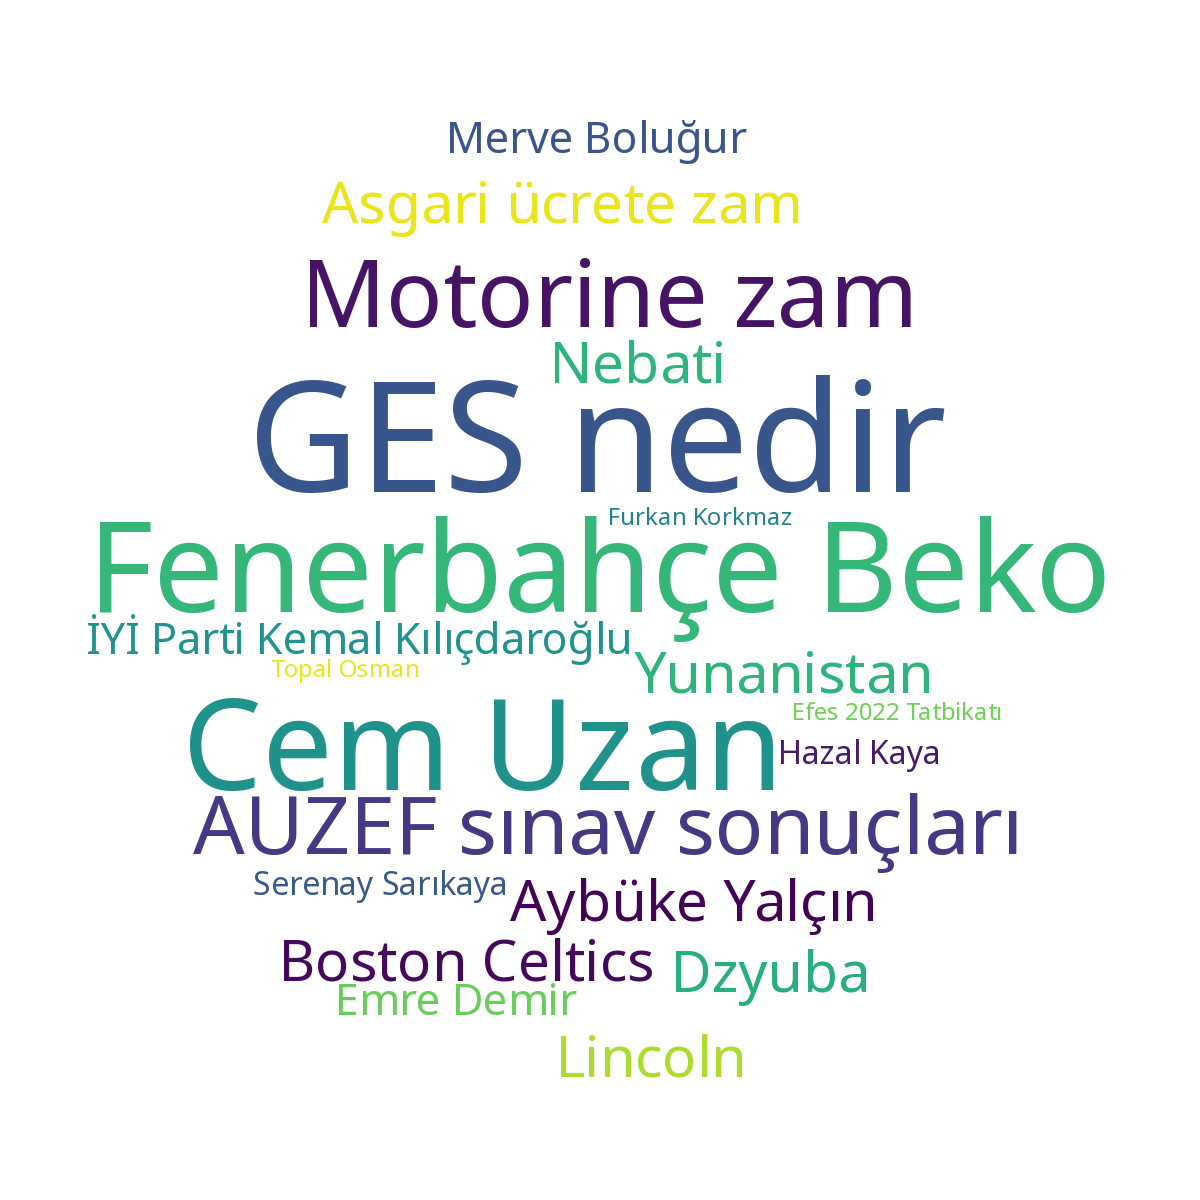 Merve Boluğur
Asgari ücrete zam
Motorine zam
Nebati
GES nedir
Furkan Korkmaz
Fenerbahçe Beko
İYİ Parti Kemal Kılıçdaroğlu
Topal Osman
Yunanistan
Efes 2022 Tatbikatı
Cem Uzan
Hazal Kaya
AUZEF sınav sonuçları
Serenay Sarıkaya
Aybüke Yalçın
Boston Celtics
Dzyuba
Emre Demir
Lincoln